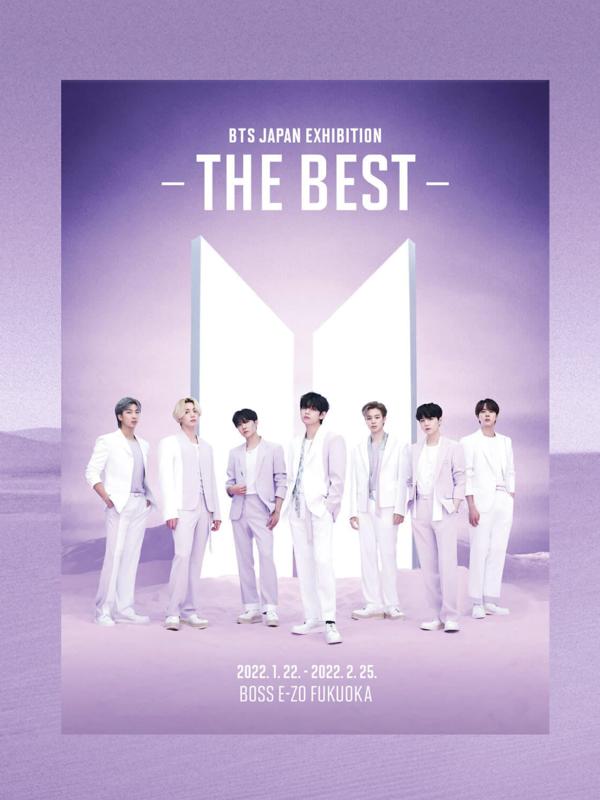 BTS JAPAN EXHIBITION
– THE BEST –
2022. 1. 22. - 2022. 2. 25.
BOSS E-ZO FUKUOKA